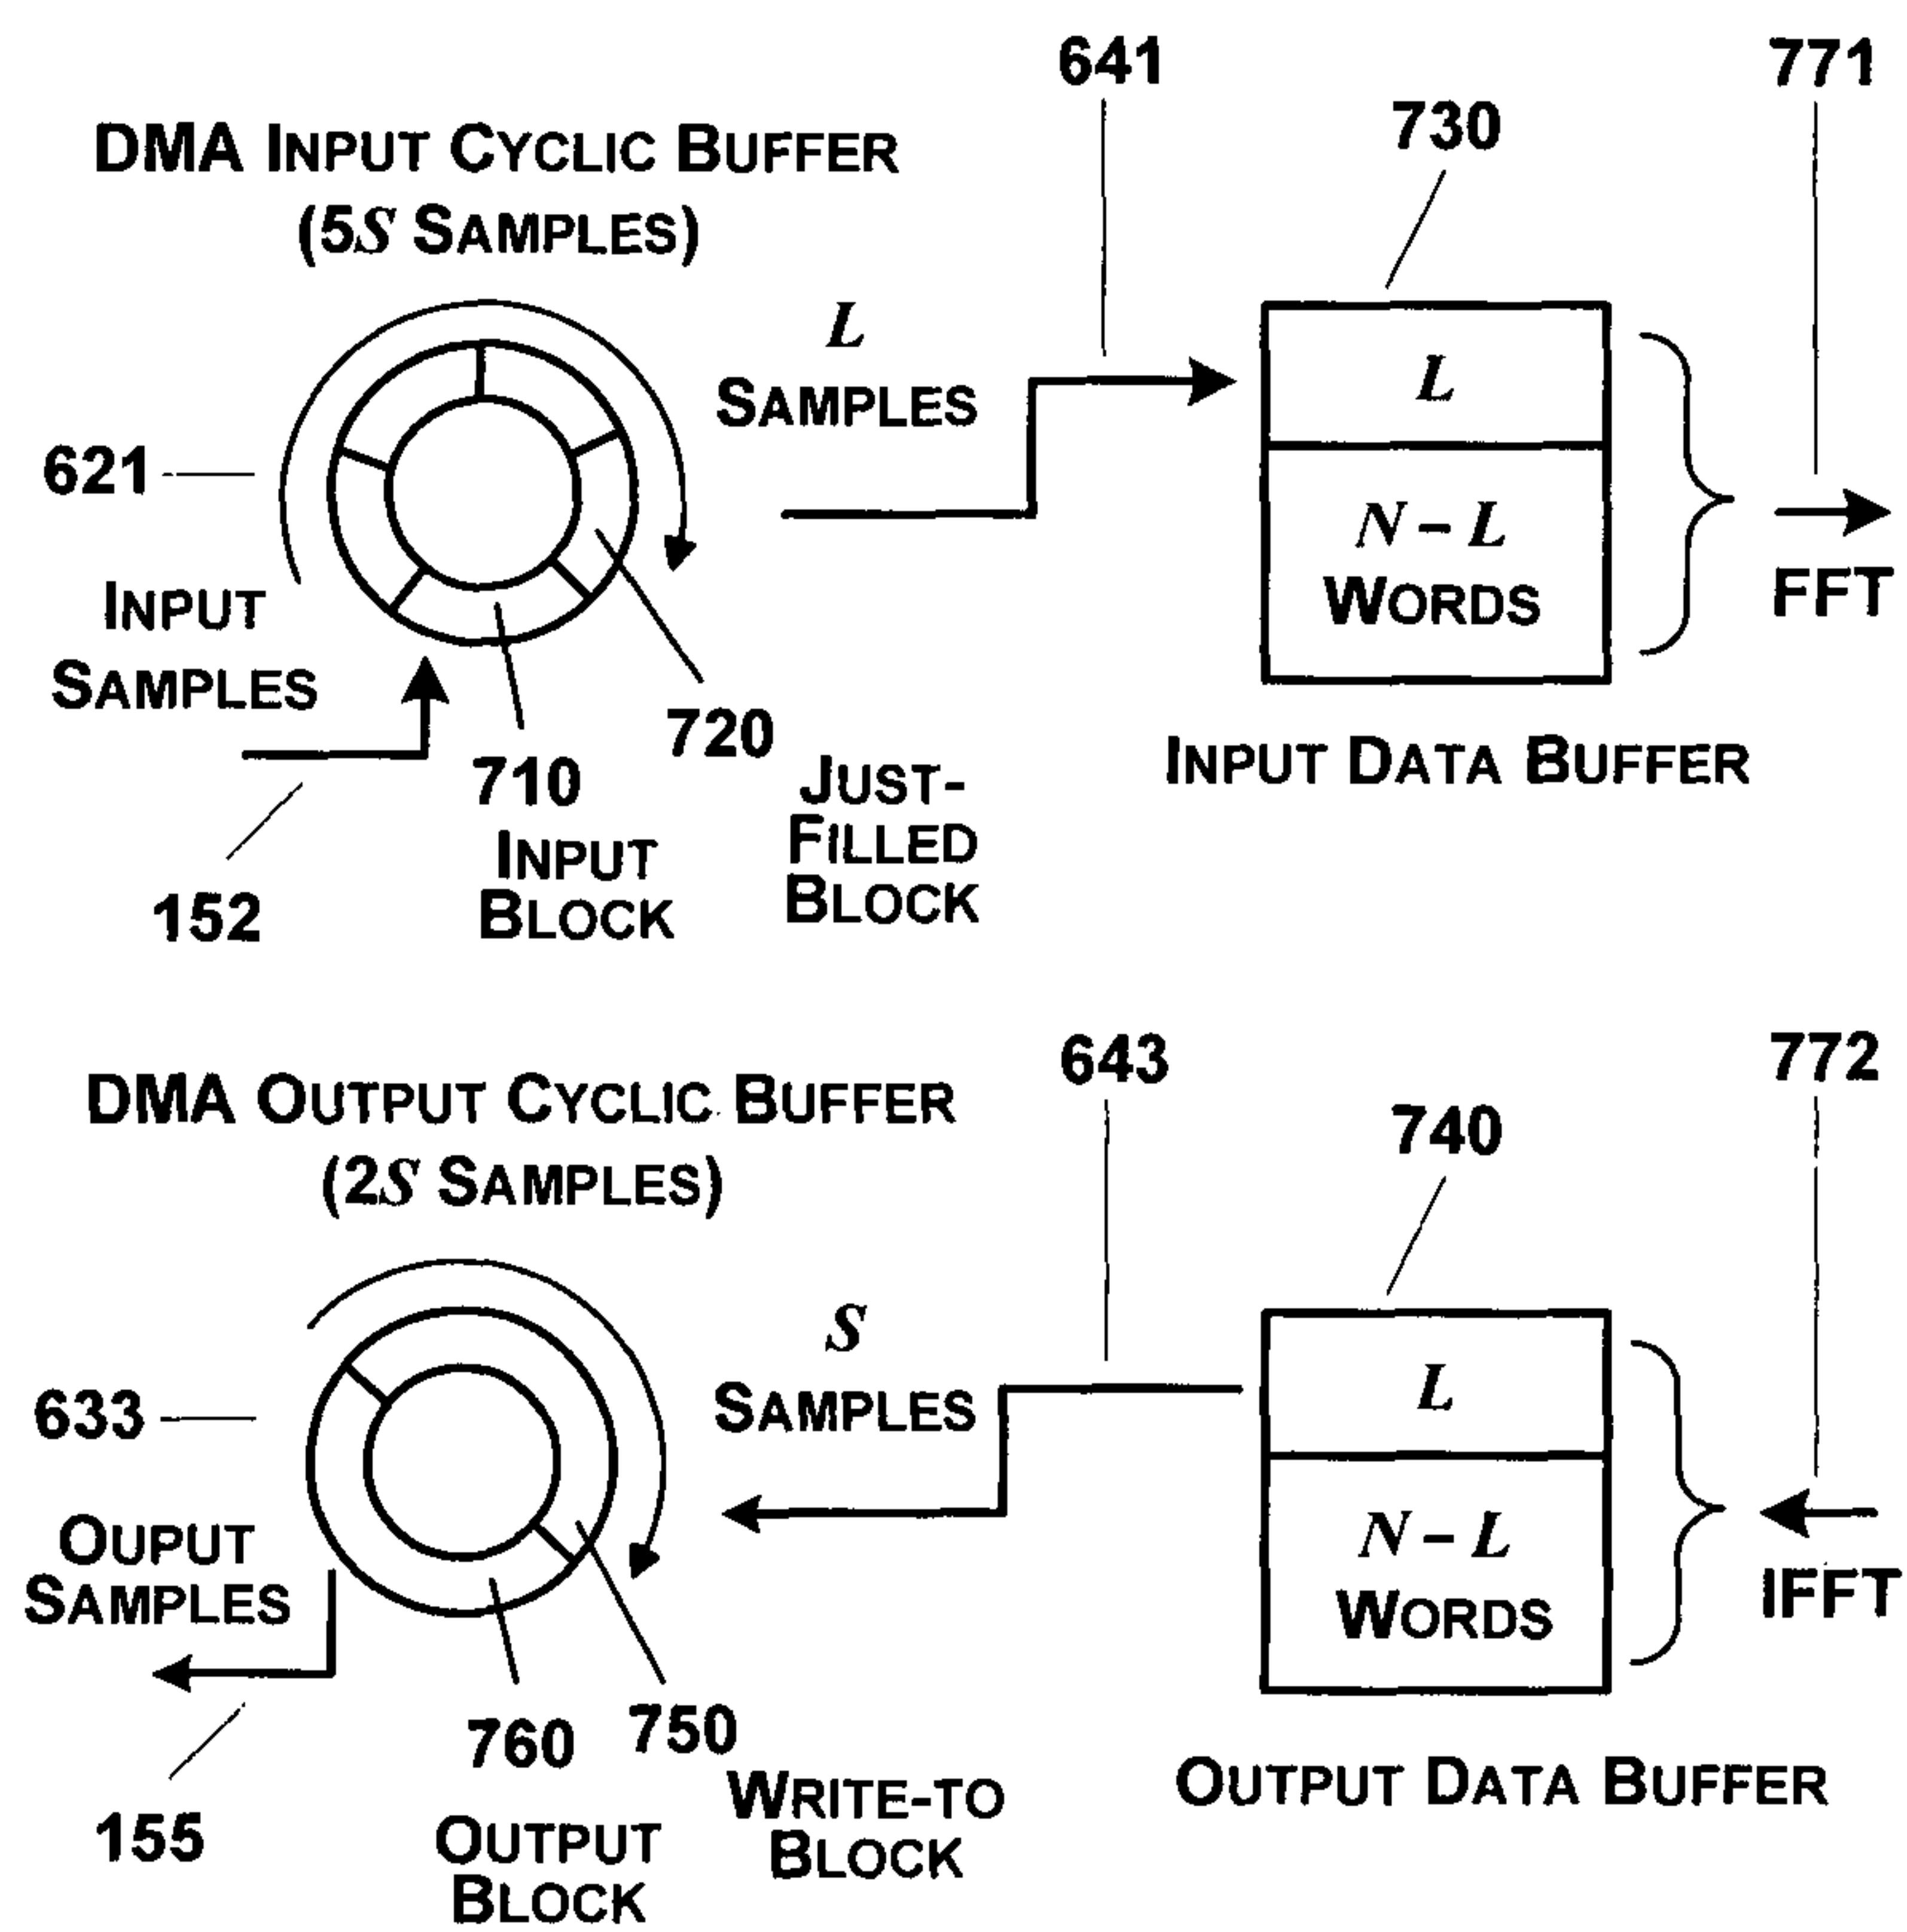 641
771
730
DMA INPUT CYCLIC BUFFER
(5S SAMPLES)
L
SAMPLES
L
621
N – L
WORDS
FFT
INPUT
SAMPLES
720
INPUT DATA BUFFER
710
JUST-
FILLED
BLOCK
INPUT
BLOCK
152
643
772
DMA OUTPUT CYCLIC BUFFER
740
(2S SAMPLES)
S
SAMPLES
L
633
N – L
WORDS
IFFT
OUPUT
SAMPLES
760
750
WRITE-TO
BLOCK
OUTPUT DATA BUFFER
155
OUTPUT
BLOCK